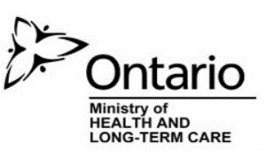 Ontario
Ministry of
HEALTH AND
LONG-TERM CARE